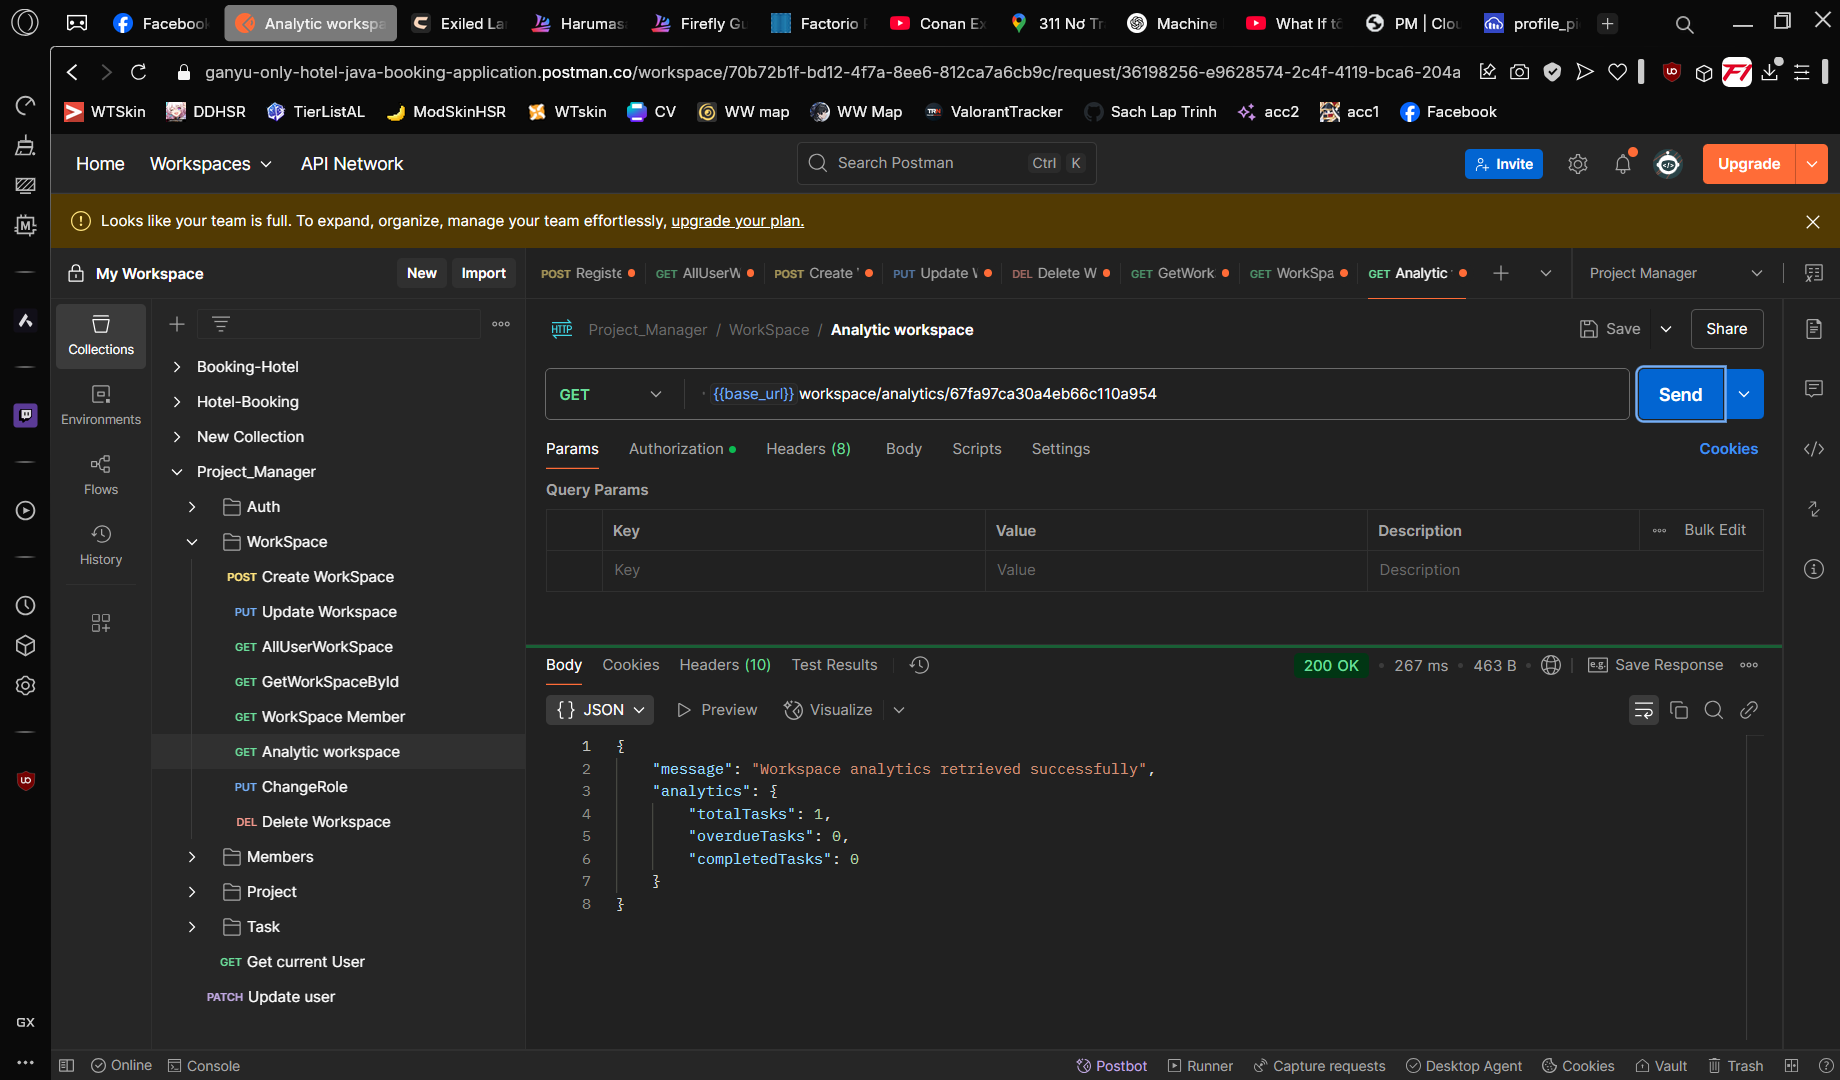 Facebook
Analytic workspa
Exiled La
Harumas
Firefly Gu
Factorio
Conan Ex
311 No Tr
Machine
What If
PM | Clou
profile_pi
ganyu-only-hotel-java-booking-application.postman.co/workspace/70b72b1f-bd12-4f7a-8ee6-812ca7a6cb9c/request/36198256-e9628574-2c4f-4119-bca6-204a
WTSkin
DDHSR
TierListAL
ModSkinHSR
WTskin
CV
WW map
WW Map
ValorantTracker
Sach Lap Trinh
acc2
acc1
Facebook
Home
Workspaces
API Network
Search Postman
Ctrl K
Invite
Upgrade
Looks like your team is full. To expand, organize, manage your team effortlessly, upgrade your plan.
My Workspace
New
Import
POST Registe
GET AllUserW
POST Create
PUT Update
DEL Delete W
GET GetWork
GET WorkSpa
GET Analytic
Project Manager
Collections
Environments
Flows
History
Booking-Hotel
Hotel-Booking
New Collection
Project_Manager
Auth
WorkSpace
POST Create WorkSpace
PUT Update Workspace
GET AllUserWorkSpace
GET GetWorkSpaceById
GET WorkSpace Member
GET Analytic workspace
PUT ChangeRole
DEL Delete Workspace
Members
Project
Task
GET Get current User
PATCH Update user
HTTP Project_Manager / WorkSpace / Analytic workspace
Save
Share
GET
{{base_url}} workspace/analytics/67fa97ca30a4eb66c110a954
Send
Params
Authorization
Headers (8)
Body
Scripts
Settings
Cookies
Query Params
Key
Value
Description
Bulk Edit
Key
Value
Description
Body
Cookies
Headers (10)
Test Results
200 OK
267 ms
463 B
e.g. Save Response
{} JSON
Preview
Visualize
1 {
2 "message": "Workspace analytics retrieved successfully",
3 "analytics": {
4 "totalTasks": 1,
5 "overdueTasks": 0,
6 "completedTasks": 0
7 }
8 }
GX
Online
Console
Postbot
Runner
Capture requests
Desktop Agent
Cookies
Vault
Trash